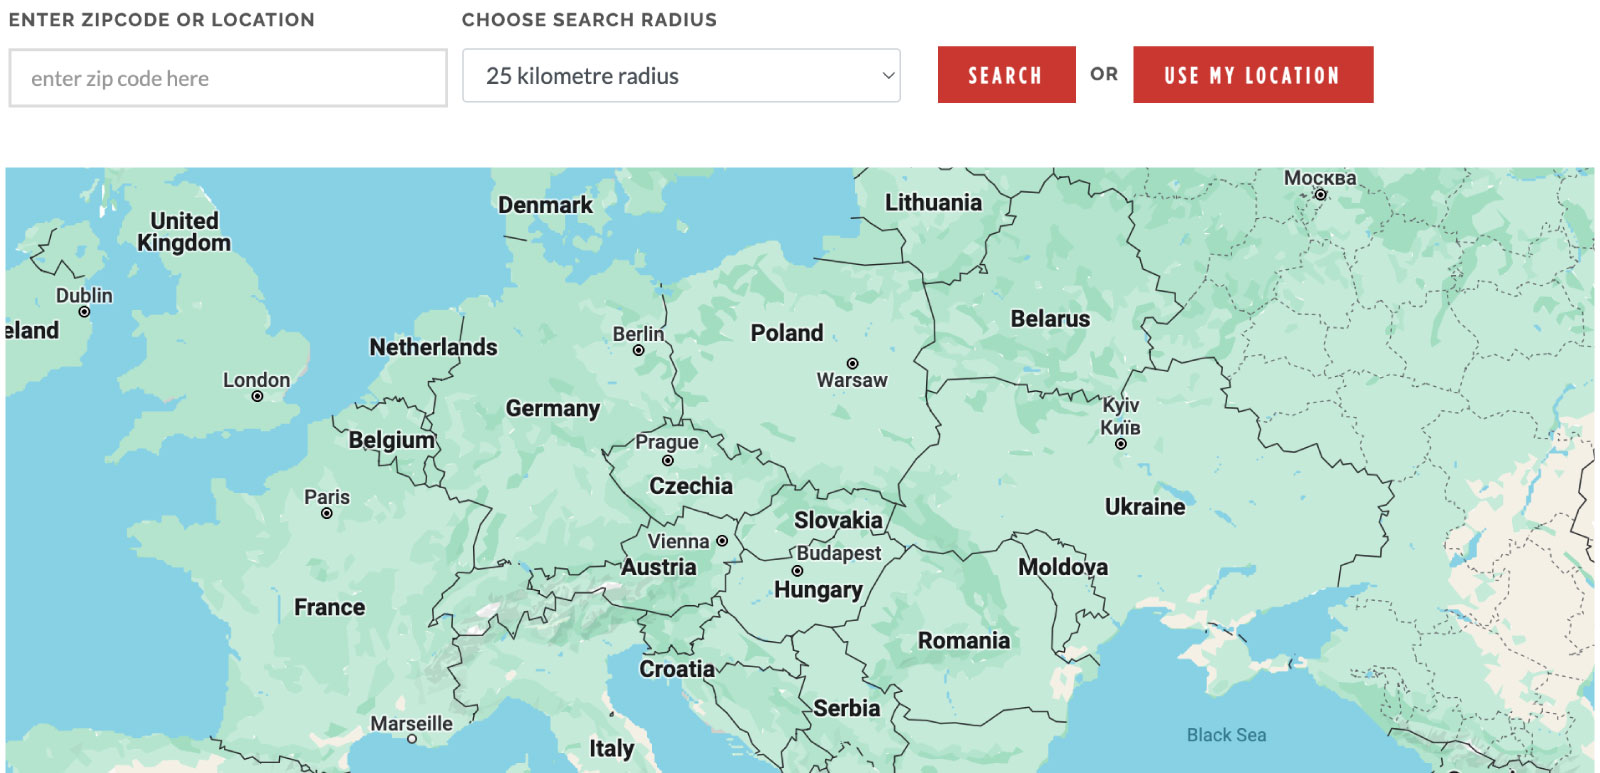 ENTER ZIPCODE OR LOCATION
CHOOSE SEARCH RADIUS
enter zip code here
25 kilometre radius
SEARCH
OR
USE MY LOCATION
Москва
Lithuania
Denmark
United
Kingdom
Dublin
eland
Belarus
Netherlands
Berlin
Poland
Warsaw
London
Germany
Kyiv
Київ
Belgium
Prague
Czechia
Paris
Ukraine
Slovakia
Vienna
Budapest
Austria
Moldova
Hungary
France
Romania
Croatia
Serbia
Marseille
Black Sea
Italy